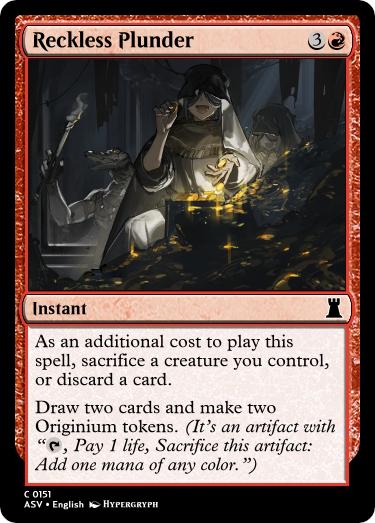 Reckless Plunder 3
Instant
As an additional cost to play this
spell, sacrifice a creature you control,
or discard a card.
Draw two cards and make two
Originium tokens. (It's an artifact with
“, Pay 1 life, Sacrifice this artifact:
Add one mana of any color.”)
C 0151
ASV • English HYPERGRYPH